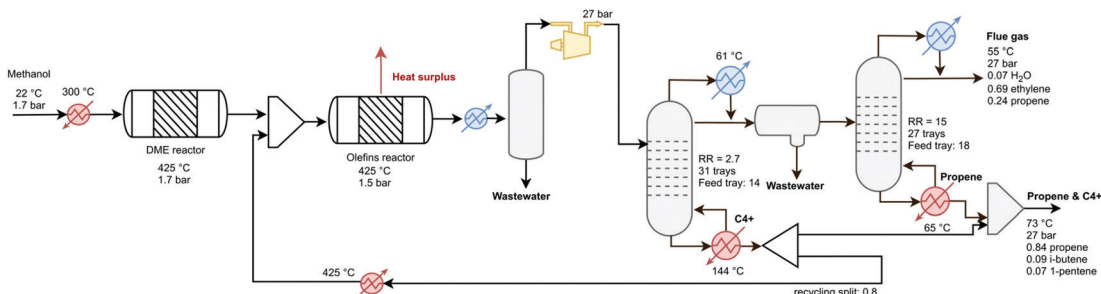 Methanol
22 °C
1.7 bar
300 °C
DME reactor
425 °C
1.7 bar
Heat surplus
Olefins reactor
425 °C
1.5 bar
Wastewater
27 bar
61 °C
RR = 2.7
31 trays
Feed tray: 14
C4+
144 °C
Wastewater
RR = 15
27 trays
Feed tray: 18
Propene
65 °C
Flue gas
55 °C
27 bar
0.07 H₂O
0.69 ethylene
0.24 propene
Propene & C4+
73 °C
27 bar
0.84 propene
0.09 i-butene
0.07 1-pentene
425 °C
recycling split: 0.8